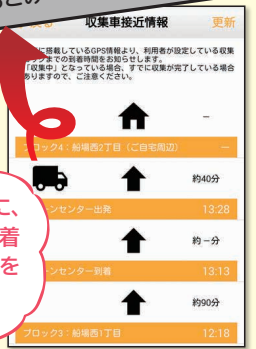 収集車接近情報
更新
に搭載しているGPS情報より、利用者が設定している収集
までの到着時間をお知らせします。
「収集中」となっている場合、すでに収集が完了している場合
ありますので、ご注意ください。
－
ブロック4：船場西2丁目（ご自宅周辺） －
約40分
ンセンター出発 13:28
約－分
ンセンター到着 13:13
約90分
ブロック3：船場西1丁目 12:18
に、
着
を